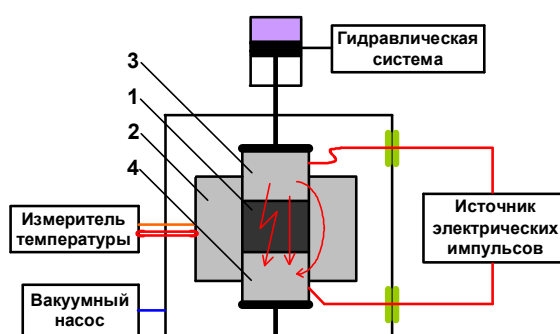 Гидравлическая
система
3
1
2
4
Измеритель
температуры
Источник
электрических
импульсов
Вакуумный
насос